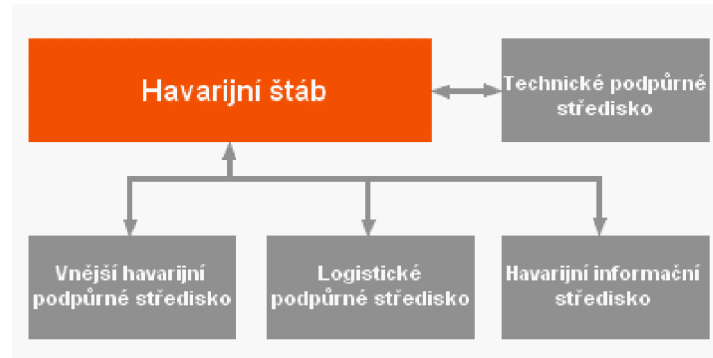 Havarijní štáb
Technické podpůrné
středisko
Vnější havarijní
podpůrné středisko
Logistické
podpůrné středisko
Havarijní informační
středisko